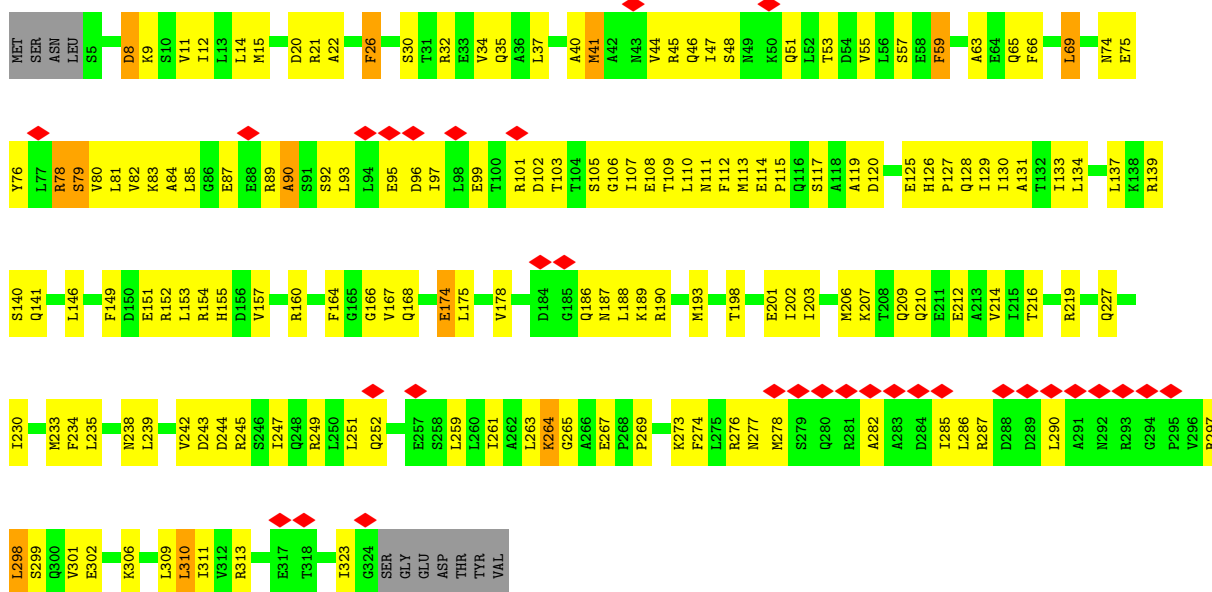 MET SER ASN LEU S5 D8 K9 S10 V11 I12 L13 L14 M15 D20 R21 A22 F26 S30 T31 R32 E33 V34 Q35 A36 L37 A40 M41 A42 N43 V44 R45 Q46 I47 S48 N49 K50 Q51 L52 T53 D54 V55 L56 S57 E58 F59 A63 E64 Q65 F66 L69 N74 E75
Y76 L77 R78 S79 V80 L81 V82 K83 A84 L85 G86 E87 E88 R89 A90 S91 S92 L93 L94 E95 D96 I97 L98 E99 T100 R101 D102 T103 T104 S105 G106 I107 E108 T109 L110 N111 F112 M113 E114 P115 Q116 S117 A118 A119 D120 E125 H126 P127 Q128 I129 I130 A131 T132 I133 L134 L137 K138 R139
S140 Q141 L146 F149 D150 E151 R152 L153 R154 H155 D156 V157 R160 F164 G165 G166 V167 Q168 E174 L175 V178 D184 G185 Q186 N187 L188 K189 R190 M193 T198 E201 I202 I203 M206 K207 T208 Q209 Q210 E211 E212 A213 V214 I215 T216 R219 Q227
I230 M233 F234 L235 N238 L239 V242 D243 D244 R245 S246 I247 Q248 R249 L250 L251 Q252 E257 S258 L259 L260 I261 A262 L263 K264 G265 A266 E267 P268 P269 K273 F274 L275 R276 N277 M278 S279 Q280 R281 A282 A283 D284 I285 L286 R287 D288 D289 L290 A291 N292 R293 G294 P295 V296 R297
L298 S299 Q300 V301 E302 K306 L309 L310 I311 V312 R313 E317 T318 I323 G324 SER GLY GLU ASP THR TYR VAL